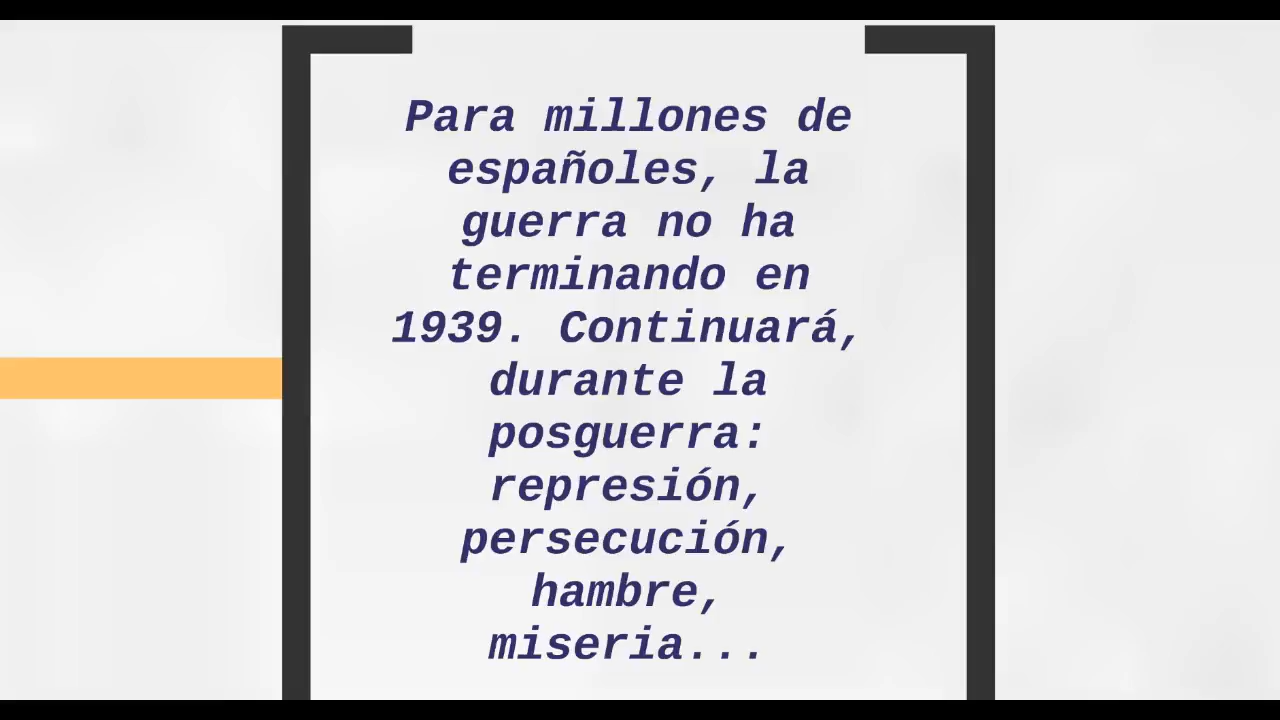 Para millones de
españoles, la
guerra no ha
terminando en
1939. Continuará,
durante la
posguerra:
represión,
persecución,
hambre,
miseria...